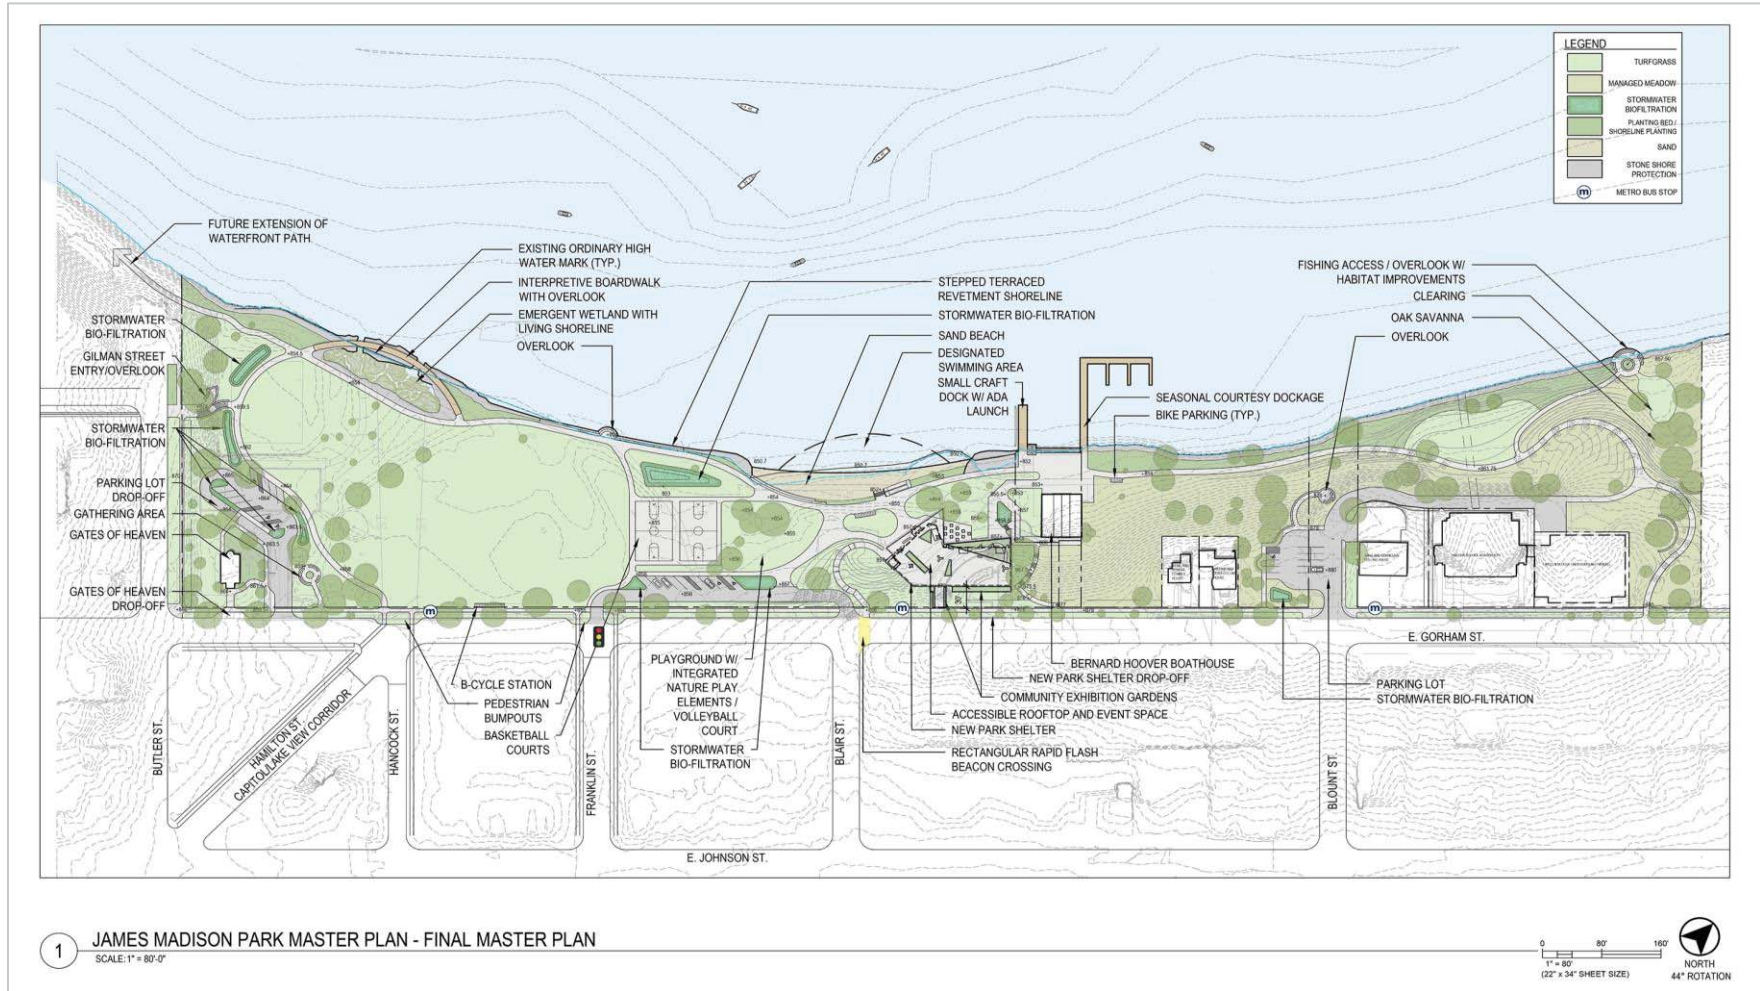 LEGEND
TURFGRASS
MANAGED MEADOW
STORMWATER
BIOFILTRATION
PLANTING BED /
SHORELINE PLANTING
SAND
STONE SHORE
PROTECTION
m
METRO BUS STOP
FUTURE EXTENSION OF
WATERFRONT PATH
EXISTING ORDINARY HIGH
WATER MARK (TYP.)
INTERPRETIVE BOARDWALK
WITH OVERLOOK
EMERGENT WETLAND WITH
LIVING SHORELINE
OVERLOOK
STEPPED TERRACED
REVETMENT SHORELINE
STORMWATER BIO-FILTRATION
SAND BEACH
DESIGNATED
SWIMMING AREA
SMALL CRAFT
DOCK W/ ADA
LAUNCH
SEASONAL COURTESY DOCKAGE
BIKE PARKING (TYP.)
FISHING ACCESS / OVERLOOK W/
HABITAT IMPROVEMENTS
CLEARING
OAK SAVANNA
OVERLOOK
STORMWATER
BIO-FILTRATION
GILMAN STREET
ENTRY/OVERLOOK
STORMWATER
BIO-FILTRATION
PARKING LOT
DROP-OFF
GATHERING AREA
GATES OF HEAVEN
GATES OF HEAVEN
DROP-OFF
m
m
m
E. GORHAM ST.
B-CYCLE STATION
PEDESTRIAN
BUMPOUTS
BASKETBALL
COURTS
PLAYGROUND W/
INTEGRATED
NATURE PLAY
ELEMENTS /
VOLLEYBALL
COURT
STORMWATER
BIO-FILTRATION
BERNARD HOOVER BOATHOUSE
NEW PARK SHELTER DROP-OFF
COMMUNITY EXHIBITION GARDENS
ACCESSIBLE ROOFTOP AND EVENT SPACE
NEW PARK SHELTER
RECTANGULAR RAPID FLASH
BEACON CROSSING
PARKING LOT
STORMWATER BIO-FILTRATION
BUTLER ST.
HAMILTON ST.
CAPITOL/LAKE VIEW CORRIDOR
HANCOCK ST.
FRANKLIN ST.
BLAIR ST.
BLOUNT ST.
E. JOHNSON ST.
1
JAMES MADISON PARK MASTER PLAN - FINAL MASTER PLAN
SCALE: 1" = 80'-0"
0 80' 160'
1" = 80'
(22" x 34" SHEET SIZE)
NORTH
44° ROTATION